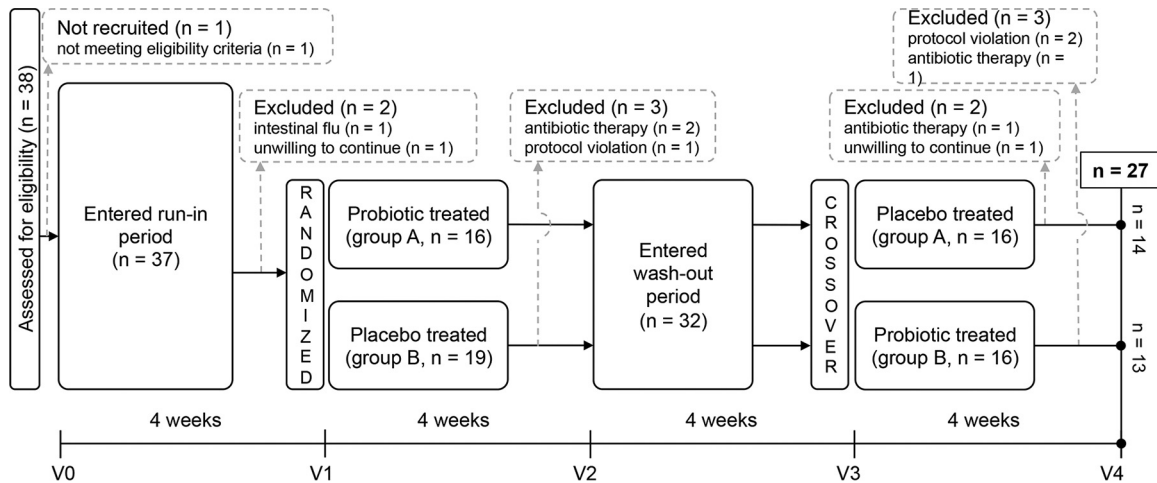 Assessed for eligibility (n = 38)
Not recruited (n = 1)
not meeting eligibility criteria (n = 1)
Entered run-in
period
(n = 37)
Excluded (n = 2)
intestinal flu (n = 1)
unwilling to continue (n = 1)
RANDOMIZED
Probiotic treated
(group A, n = 16)
Placebo treated
(group B, n = 19)
Excluded (n = 3)
antibiotic therapy (n = 2)
protocol violation (n = 1)
Entered
wash-out
period
(n = 32)
CROSSOVER
Excluded (n = 2)
antibiotic therapy (n = 1)
unwilling to continue (n = 1)
Excluded (n = 3)
protocol violation (n = 2)
antibiotic therapy (n =
1)
Placebo treated
(group A, n = 16)
Probiotic treated
(group B, n = 16)
n = 27
n = 14
n = 13
4 weeks
4 weeks
4 weeks
4 weeks
V0
V1
V2
V3
V4